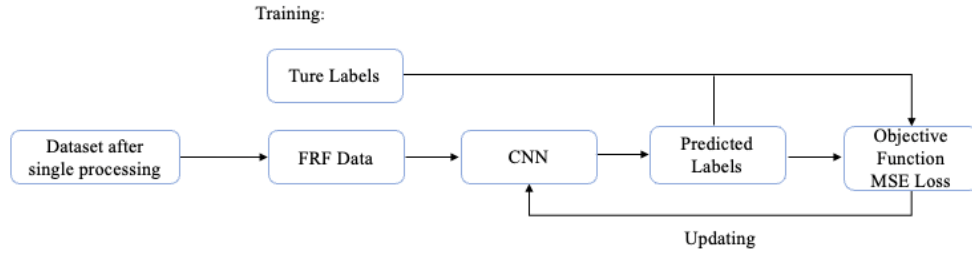 Training:
Ture Labels
Dataset after
single processing
FRF Data
CNN
Predicted
Labels
Objective
Function
MSE Loss
Updating